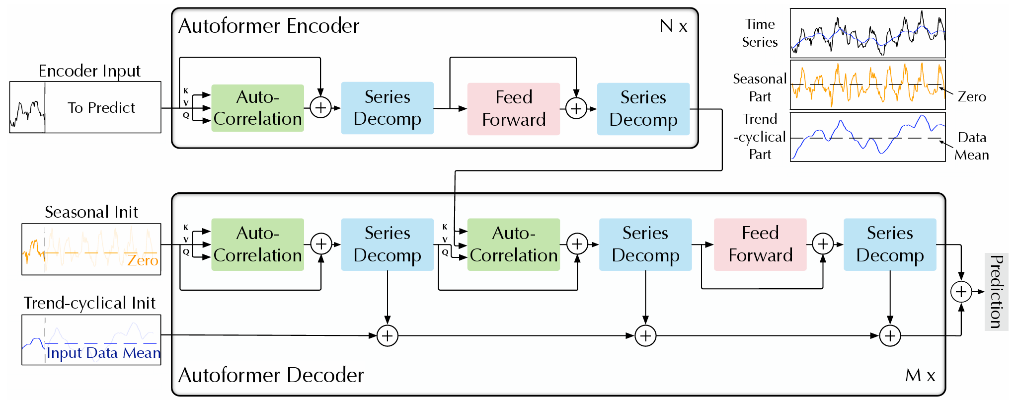 Autoformer Encoder
N x
Time
Series
Seasonal
Part
Zero
Trend
-cyclical
Part
Data
Mean
Encoder Input
To Predict
K
V
Q
Auto-
Correlation
+
Series
Decomp
Feed
Forward
+
Series
Decomp
Seasonal Init
Zero
K
V
Q
Auto-
Correlation
+
Series
Decomp
K
V
Q
Auto-
Correlation
+
Series
Decomp
Feed
Forward
+
Series
Decomp
+
Prediction
Trend-cyclical Init
Input Data Mean
+
+
+
Autoformer Decoder
M x